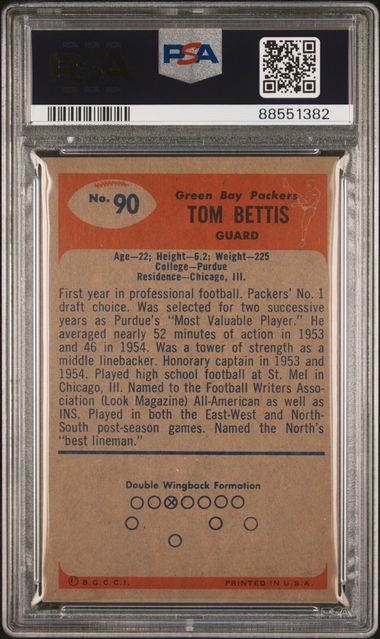 PSA
PSA
88551382
No. 90
Green Bay Packers
TOM BETTIS
GUARD
Age—22; Height—6.2; Weight—225
College—Purdue
Residence—Chicago, Ill.
First year in professional football. Packers' No. 1
draft choice. Was selected for two successive
years as Purdue's "Most Valuable Player." He
averaged nearly 52 minutes of action in 1953
and 46 in 1954. Was a tower of strength as a
middle linebacker. Honorary captain in 1953 and
1954. Played high school football at St. Mel in
Chicago, Ill. Named to the Football Writers Asso-
ciation (Look Magazine) All-American as well as
INS. Played in both the East-West and North-
South post-season games. Named the North's
"best lineman."
Double Wingback Formation
© B.G.C.C.I.
PRINTED IN U.S.A.